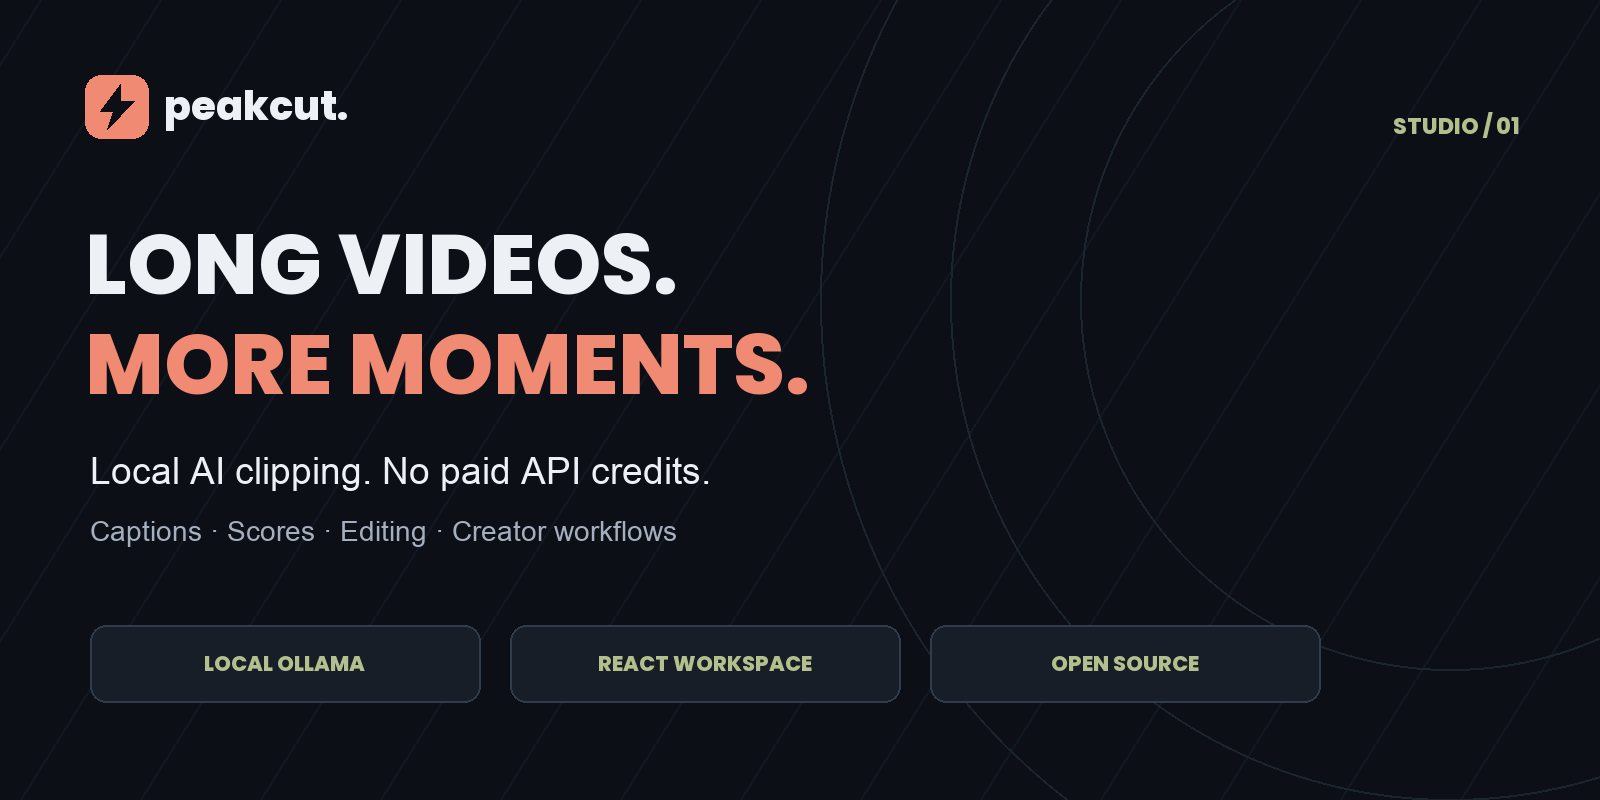 peakcut.
STUDIO / 01
LONG VIDEOS.
MORE MOMENTS.
Local AI clipping. No paid API credits.
Captions · Scores · Editing · Creator workflows
LOCAL OLLAMA
REACT WORKSPACE
OPEN SOURCE